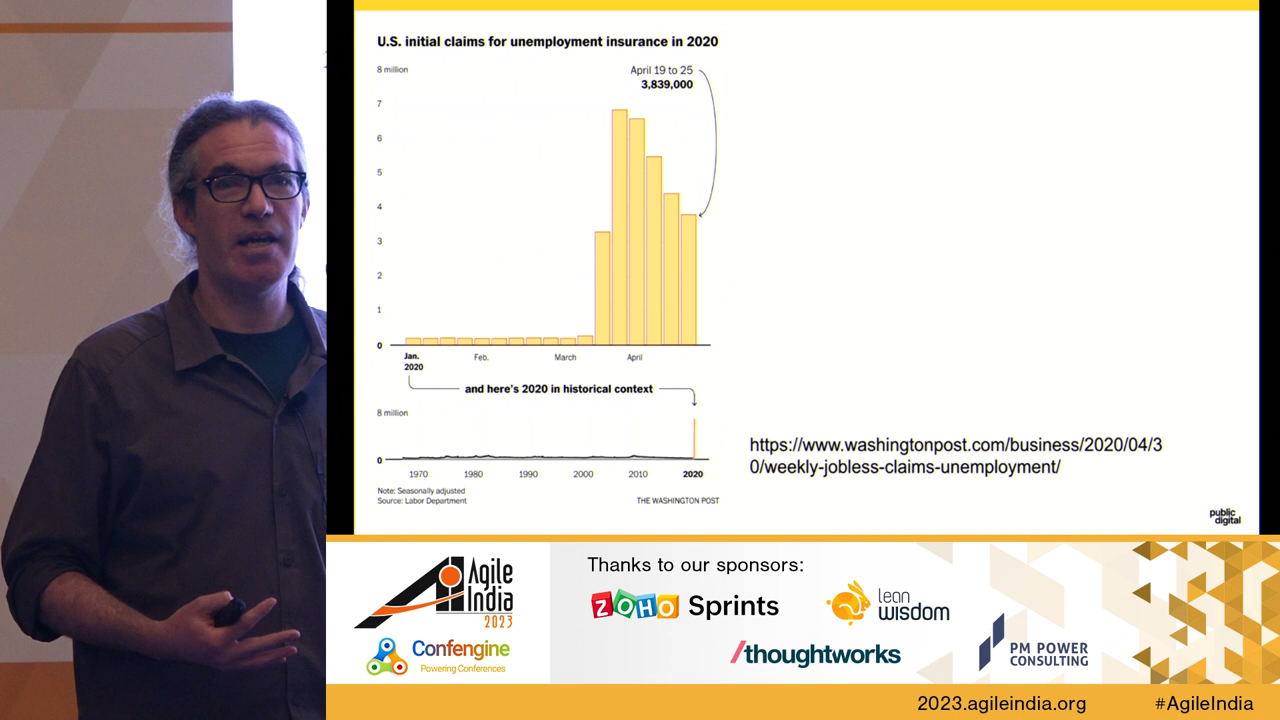 U.S. initial claims for unemployment insurance in 2020
8 million
April 19 to 25
3,839,000
7
6
5
4
3
2
1
0
Jan.
2020
Feb.
March
April
and here's 2020 in historical context
8 million
0
1970
1980
1990
2000
2010
2020
Note: Seasonally adjusted
Source: Labor Department
THE WASHINGTON POST
https://www.washingtonpost.com/business/2020/04/3
0/weekly-jobless-claims-unemployment/
public
digital
Agile
India
2023
Confengine
Powering Conferences
Thanks to our sponsors:
ZOHO Sprints
lean
wisdom
/thoughtworks
PM POWER
CONSULTING
2023.agileindia.org
#AgileIndia